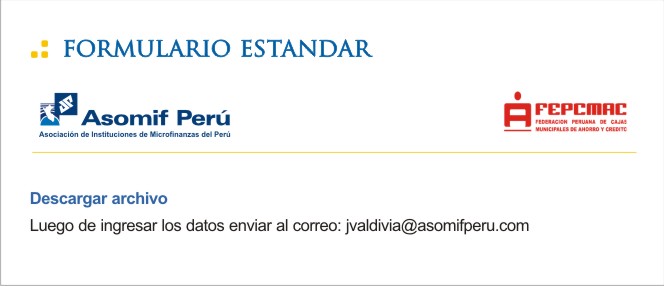 FORMULARIO ESTANDAR
Asomif Perú
Asociación de Instituciones de Microfinanzas del Perú
FEPCMAC
FEDERACION PERUANA DE CAJAS
MUNICIPALES DE AHORRO Y CREDITO
Descargar archivo
Luego de ingresar los datos enviar al correo: jvaldivia@asomifperu.com